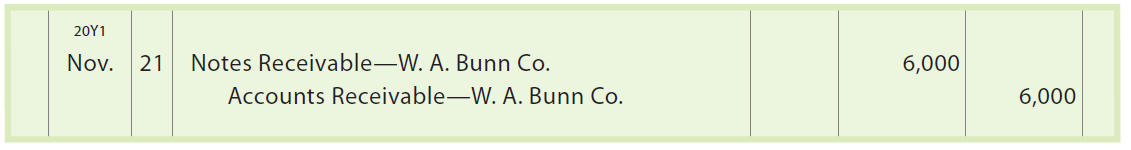 20Y1
Nov. 21 Notes Receivable—W. A. Bunn Co. 6,000
Accounts Receivable—W. A. Bunn Co. 6,000